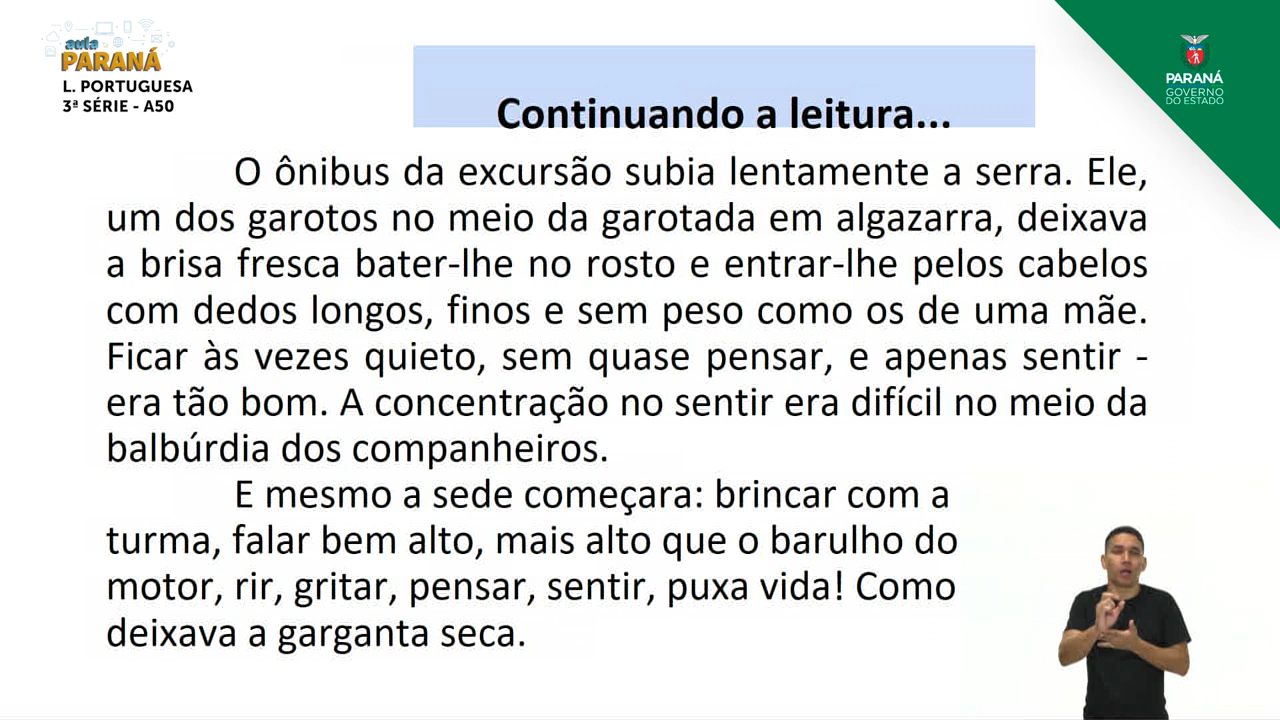 aula
PARANÁ
L. PORTUGUESA
3ª SÉRIE - A50
PARANÁ
GOVERNO
DO ESTADO
Continuando a leitura...
O ônibus da excursão subia lentamente a serra. Ele,
um dos garotos no meio da garotada em algazarra, deixava
a brisa fresca bater-lhe no rosto e entrar-lhe pelos cabelos
com dedos longos, finos e sem peso como os de uma mãe.
Ficar às vezes quieto, sem quase pensar, e apenas sentir -
era tão bom. A concentração no sentir era difícil no meio da
balbúrdia dos companheiros.
E mesmo a sede começara: brincar com a
turma, falar bem alto, mais alto que o barulho do
motor, rir, gritar, pensar, sentir, puxa vida! Como
deixava a garganta seca.